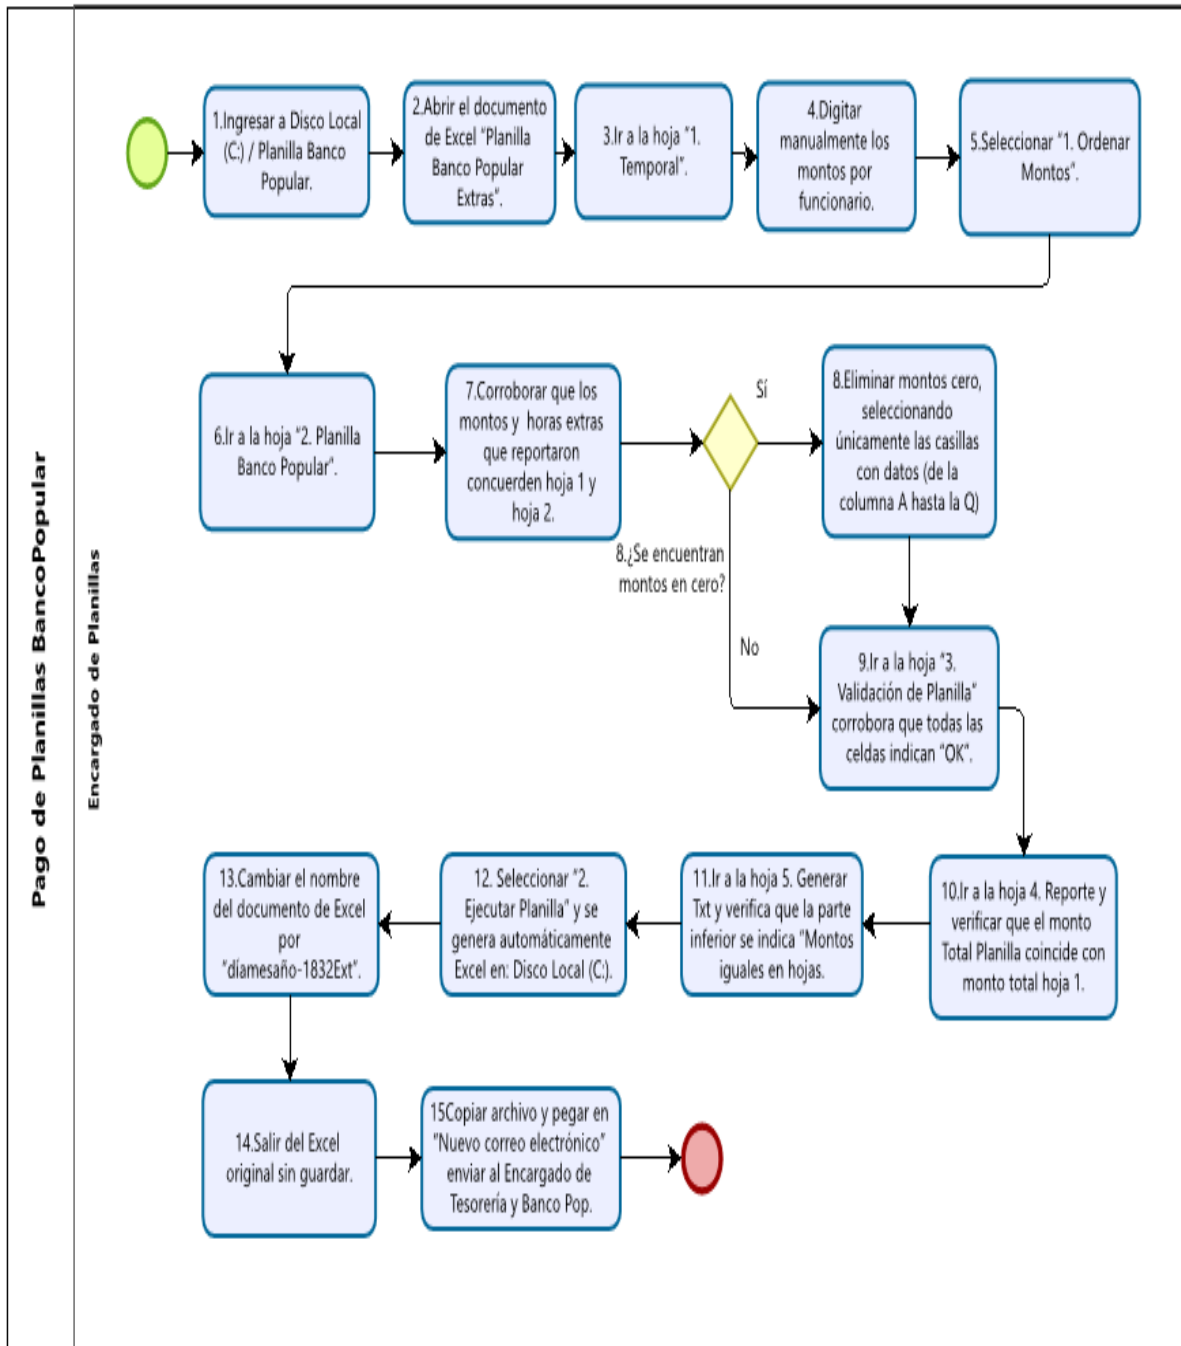 Pago de Planillas BancoPopular
Encargado de Planillas
1.Ingresar a Disco Local
(C:) / Planilla Banco
Popular.
2.Abrir el documento
de Excel “Planilla
Banco Popular
Extras”.
3.Ir a la hoja “1.
Temporal”.
4.Digitar
manualmente los
montos por
funcionario.
5.Seleccionar “1. Ordenar
Montos”.
6.Ir a la hoja “2. Planilla
Banco Popular”.
7.Corroborar que los
montos y  horas extras
que reportaron
concuerden hoja 1 y
hoja 2.
8.¿Se encuentran
montos en cero?
Sí
No
8.Eliminar montos cero,
seleccionando
únicamente las casillas
con datos (de la
columna A hasta la Q)
9.Ir a la hoja “3.
Validación de Planilla”
corrobora que todas las
celdas indican “OK”.
10.Ir a la hoja 4. Reporte y
verificar que el monto
Total Planilla coincide con
monto total hoja 1.
11.Ir a la hoja 5. Generar
Txt y verifica que la parte
inferior se indica “Montos
iguales en hojas.
12. Seleccionar “2.
Ejecutar Planilla” y se
genera automáticamente
Excel en: Disco Local (C:).
13.Cambiar el nombre
del documento de Excel
por
“díamesaño-1832Ext”.
14.Salir del Excel
original sin guardar.
15Copiar archivo y pegar en
“Nuevo correo electrónico”
enviar al Encargado de
Tesorería y Banco Pop.